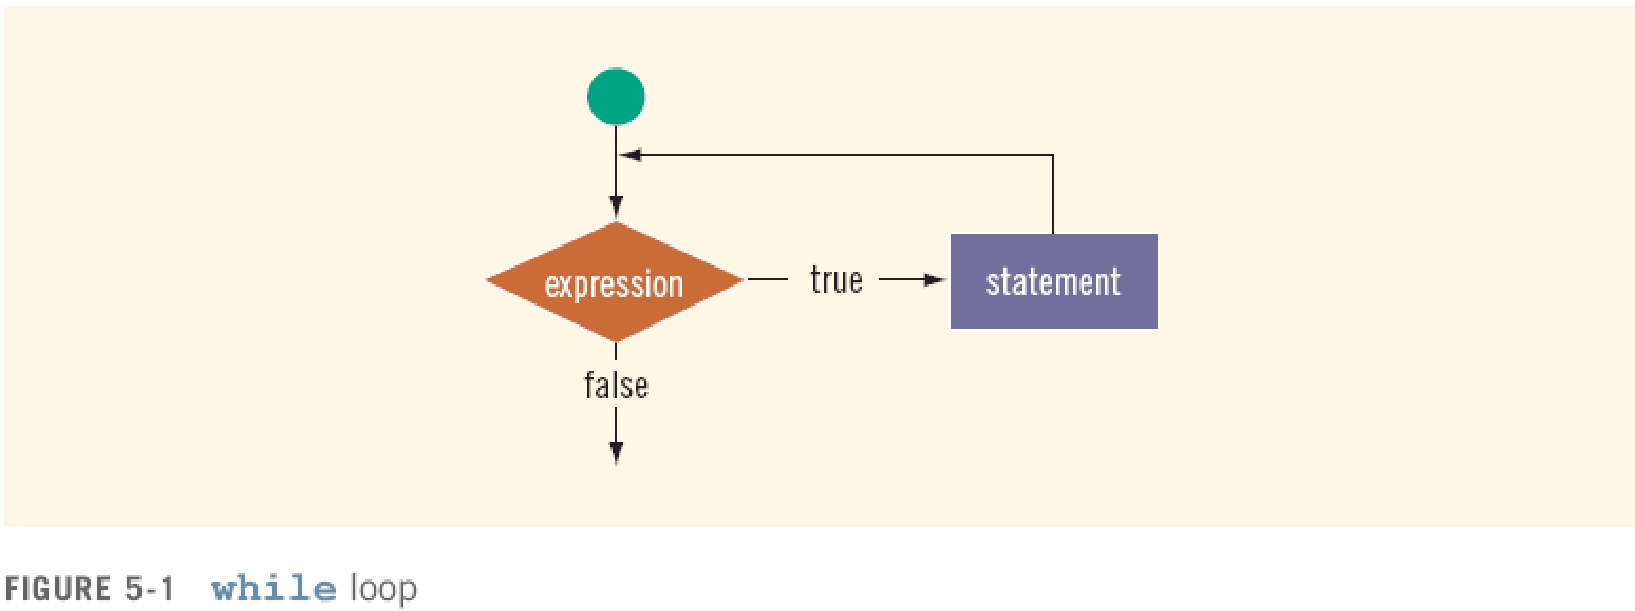 expression
true
statement
false
FIGURE 5-1 while loop